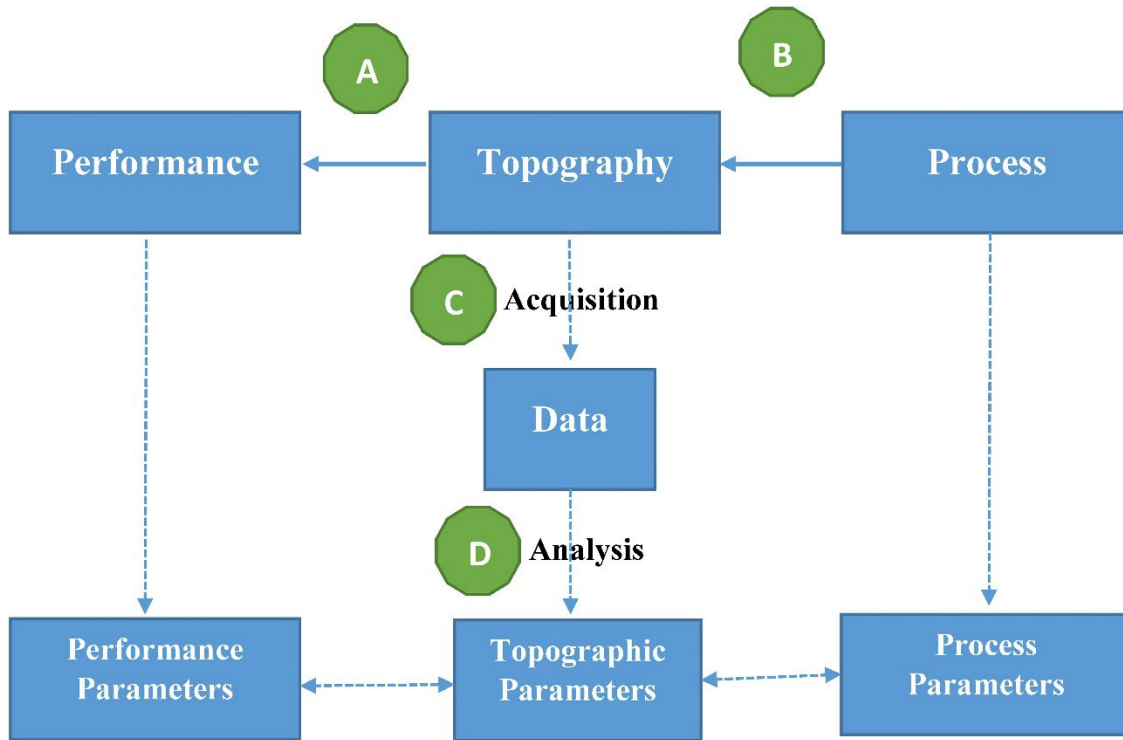 A
B
Performance
Topography
Process
C
Acquisition
Data
D
Analysis
Performance
Parameters
Topographic
Parameters
Process
Parameters